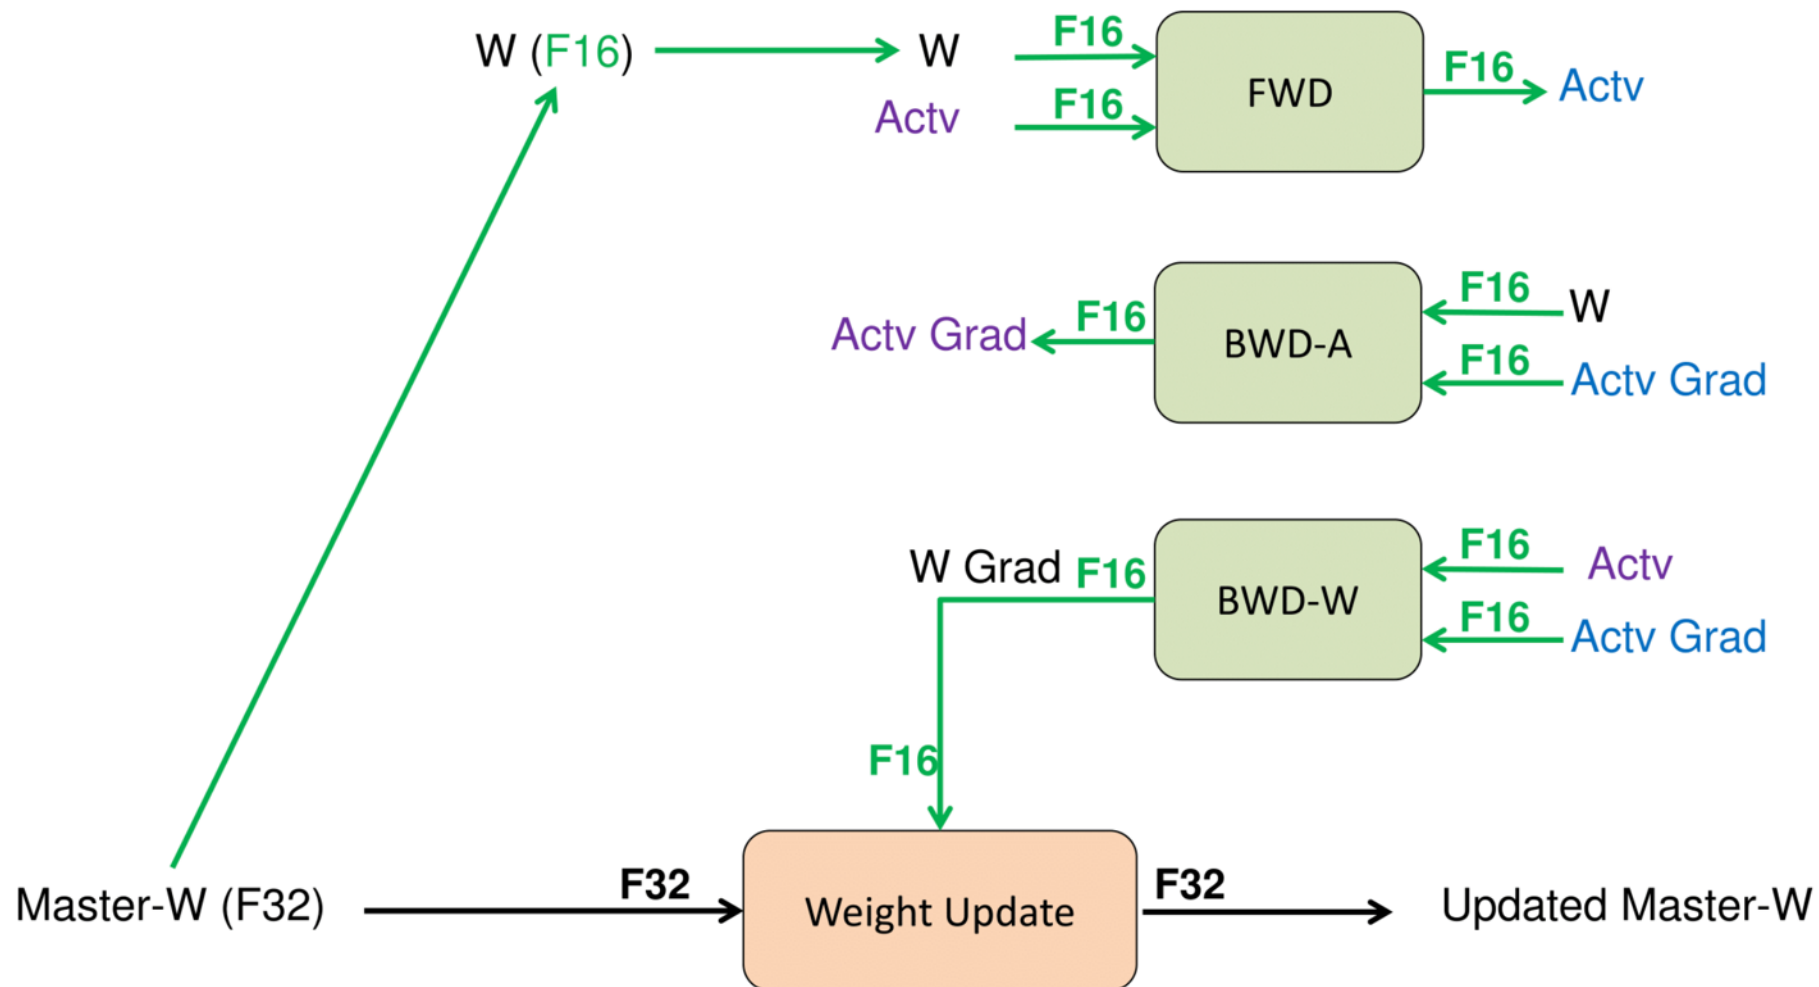 W (F16)
W
F16
Actv
F16
FWD
F16
Actv
Actv Grad
F16
BWD-A
F16
W
F16
Actv Grad
W Grad
F16
BWD-W
F16
Actv
F16
Actv Grad
F16
Master-W (F32)
F32
Weight Update
F32
Updated Master-W